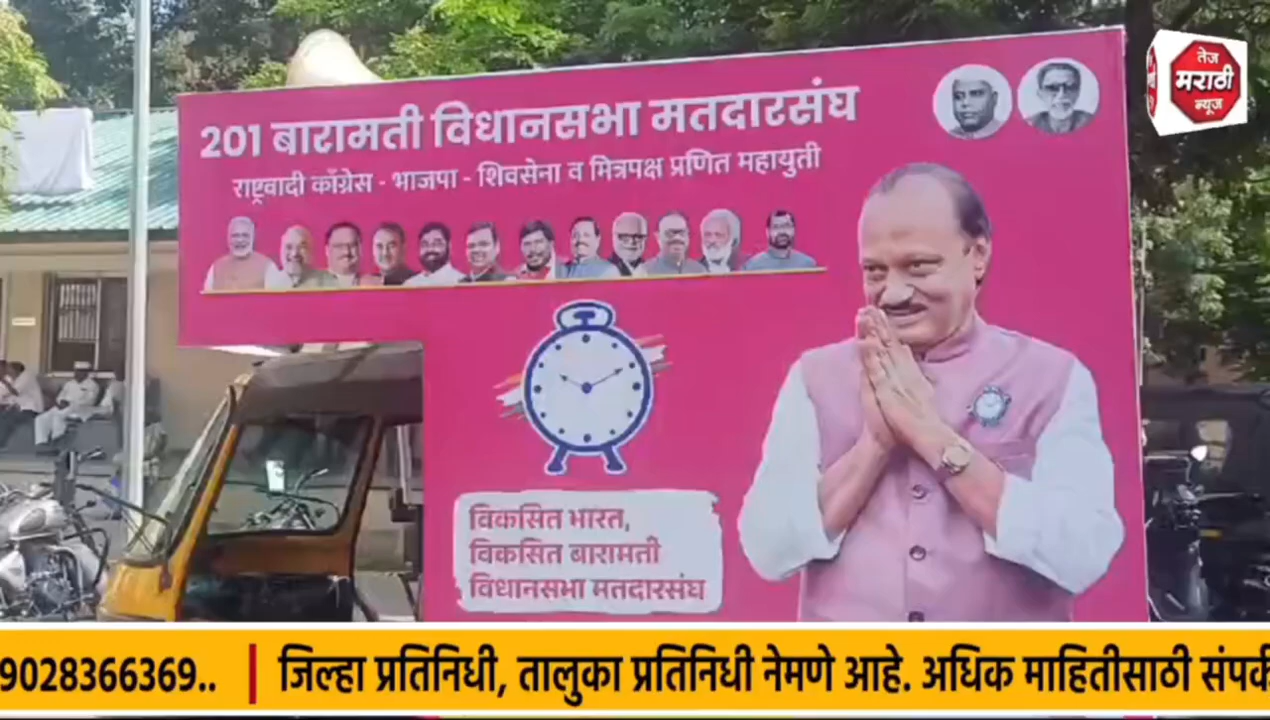 201 बारामती विधानसभा मतदारसंघ
राष्ट्रवादी काँग्रेस - भाजपा - शिवसेना व मित्रपक्ष प्रणित महायुती
तेज
मराठी
न्यूज
विकसित भारत,
विकसित बारामती
विधानसभा मतदारसंघ
9028366369.. | जिल्हा प्रतिनिधी, तालुका प्रतिनिधी नेमणे आहे. अधिक माहितीसाठी संपर्क